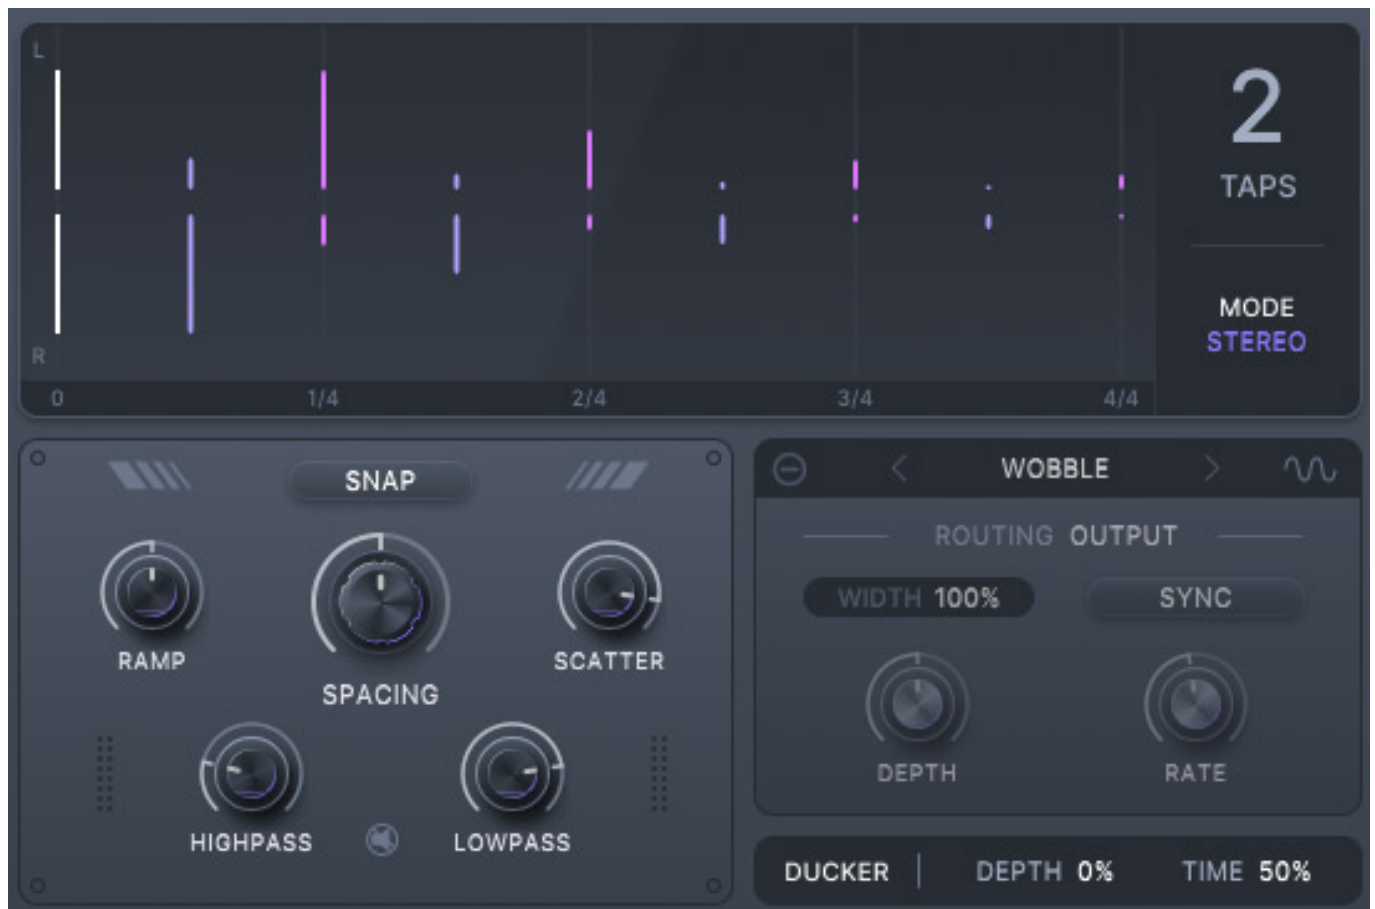 L
2
TAPS
MODE
STEREO
R
0 1/4 2/4 3/4 4/4
SNAP
RAMP
SPACING
SCATTER
HIGHPASS
LOWPASS
WOBBLE
ROUTING OUTPUT
WIDTH 100%
SYNC
DEPTH
RATE
DUCKER
DEPTH 0%
TIME 50%